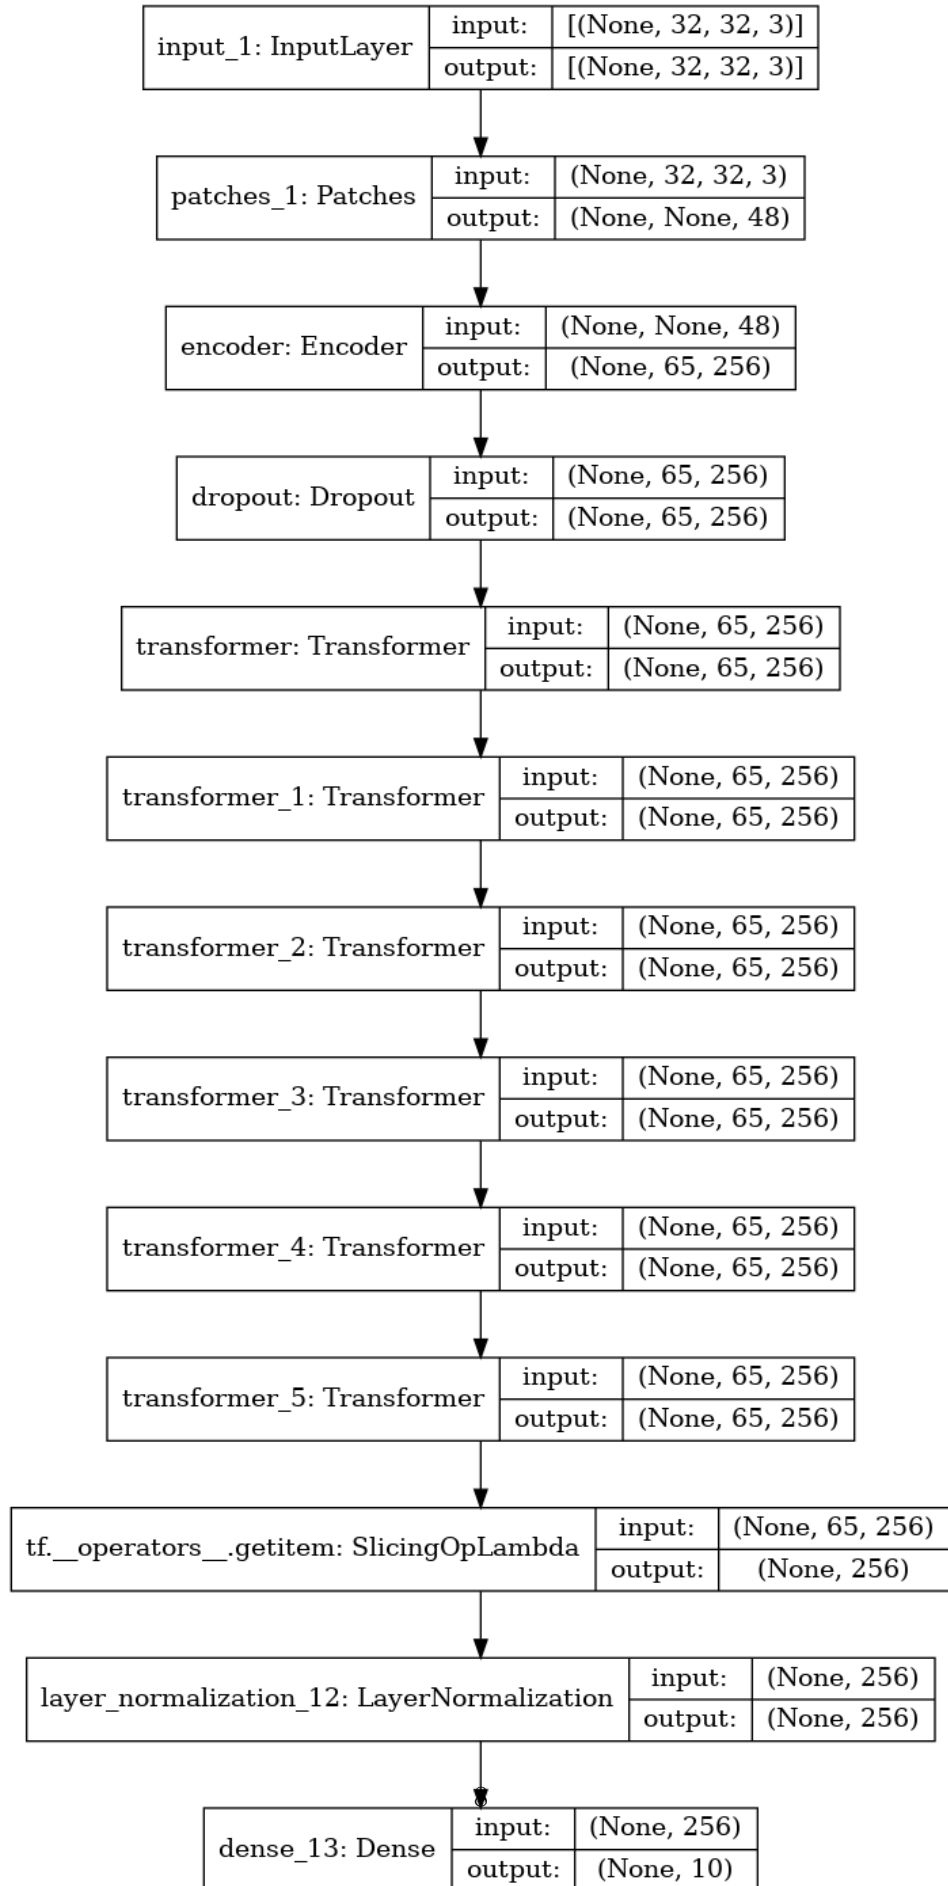 input_1: InputLayer
input: [(None, 32, 32, 3)]
output: [(None, 32, 32, 3)]
patches_1: Patches
input: (None, 32, 32, 3)
output: (None, None, 48)
encoder: Encoder
input: (None, None, 48)
output: (None, 65, 256)
dropout: Dropout
input: (None, 65, 256)
output: (None, 65, 256)
transformer: Transformer
input: (None, 65, 256)
output: (None, 65, 256)
transformer_1: Transformer
input: (None, 65, 256)
output: (None, 65, 256)
transformer_2: Transformer
input: (None, 65, 256)
output: (None, 65, 256)
transformer_3: Transformer
input: (None, 65, 256)
output: (None, 65, 256)
transformer_4: Transformer
input: (None, 65, 256)
output: (None, 65, 256)
transformer_5: Transformer
input: (None, 65, 256)
output: (None, 65, 256)
tf.__operators__.getitem: SlicingOpLambda
input: (None, 65, 256)
output: (None, 256)
layer_normalization_12: LayerNormalization
input: (None, 256)
output: (None, 256)
dense_13: Dense
input: (None, 256)
output: (None, 10)